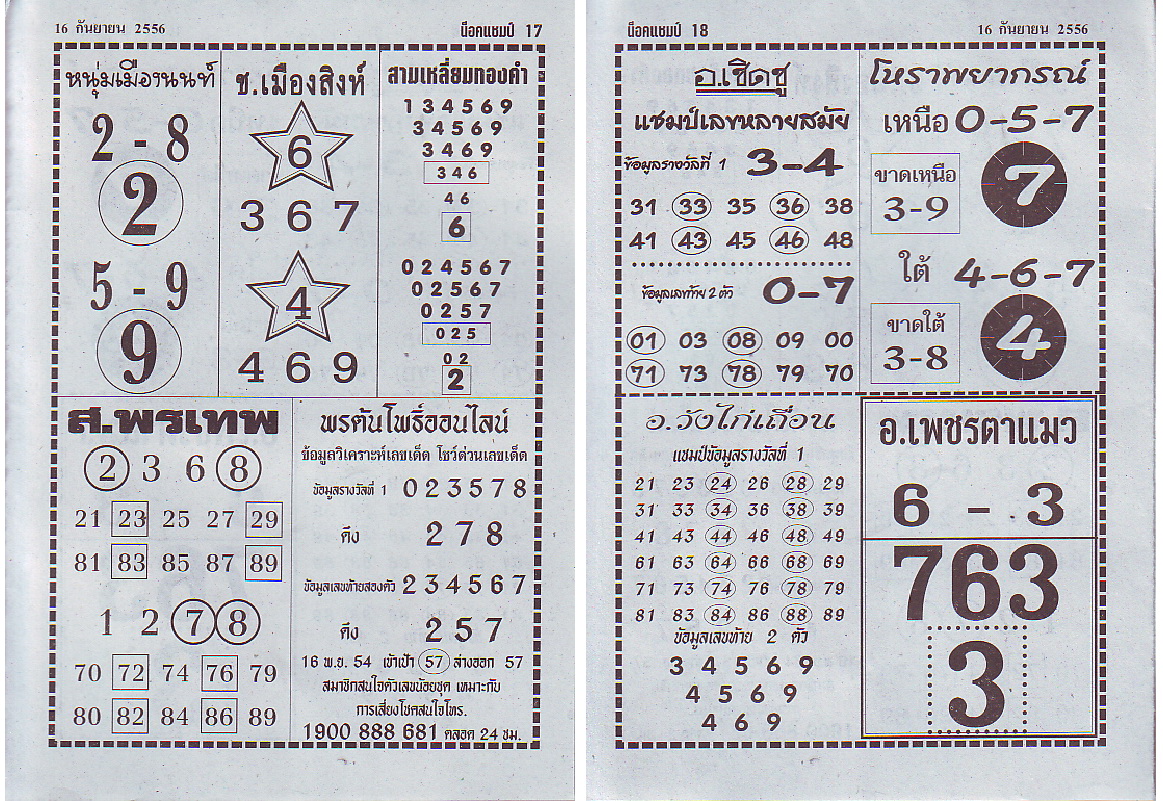 16 กันยายน 2556
น็อคแชมป์ 17
หนุ่มเมืองนนท์
2 - 8
2
5 - 9
9
ช.เมืองสิงห์
6
3 6 7
4
4 6 9
สามเหลี่ยมทองคำ
1 3 4 5 6 9
3 4 5 6 9
3 4 6 9
3 4 6
4 6
6
0 2 4 5 6 7
0 2 5 6 7
0 2 5 7
0 2 5
0 2
2
ส.พรเทพ
2 3 6 8
21 23 25 27 29
81 83 85 87 89
1 2 7 8
70 72 74 76 79
80 82 84 86 89
พรตันโพธิ์ออนไลน์
ข้อมูลวิเคราะห์เลขเด็ด โชว์ด่วนเลขเด็ด
ข้อมูลรางวัลที่ 1 0 2 3 5 7 8
ดึง 2 7 8
ข้อมูลเลขท้ายสองตัว 2 3 4 5 6 7
ดึง 2 5 7
16 พ.ย. 54 เข้าเป้า 57 ล่างออก 57
สมาชิกสนใจตัวเลขน้อยชุด เหมาะกับ
การเสี่ยงโชคสนใจโทร.
1900 888 681 ตลอด 24 ชม.
น็อคแชมป์ 18
16 กันยายน 2556
อ.เชิดชู
แชมป์เลขหลายสมัย
ข้อมูลรางวัลที่ 1 3-4
31 33 35 36 38
41 43 45 46 48
ข้อมูลเลขท้าย 2 ตัว 0-7
01 03 08 09 00
71 73 78 79 70
โหราพยากรณ์
เหนือ 0-5-7
ขาดเหนือ
3-9
7
ใต้ 4-6-7
ขาดใต้
3-8
4
อ.วังไก่เถื่อน
แชมป์ข้อมูลรางวัลที่ 1
21 23 24 26 28 29
31 33 34 36 38 39
41 43 44 46 48 49
61 63 64 66 68 69
71 73 74 76 78 79
81 83 84 86 88 89
ข้อมูลเลขท้าย 2 ตัว
3 4 5 6 9
4 5 6 9
4 6 9
อ.เพชรตาแมว
6 - 3
763
3